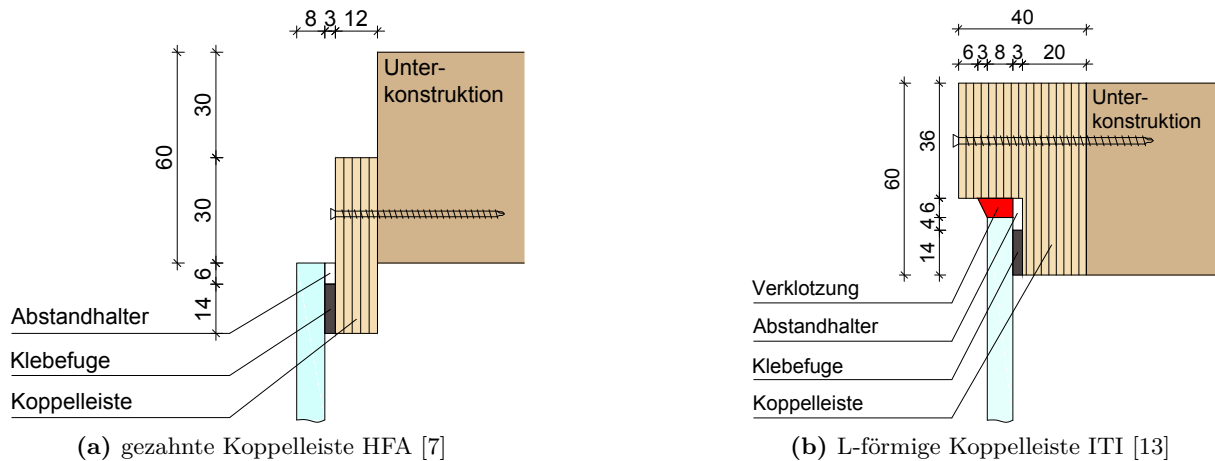 8 3 12
Unter-
konstruktion
60
30
30
6
14
Abstandhalter
Klebefuge
Koppelleiste
(a) gezahnte Koppelleiste HFA [7]
40
6 3 8 3 20
Unter-
konstruktion
60
36
6
4
14
Verklotzung
Abstandhalter
Klebefuge
Koppelleiste
(b) L-förmige Koppelleiste ITI [13]